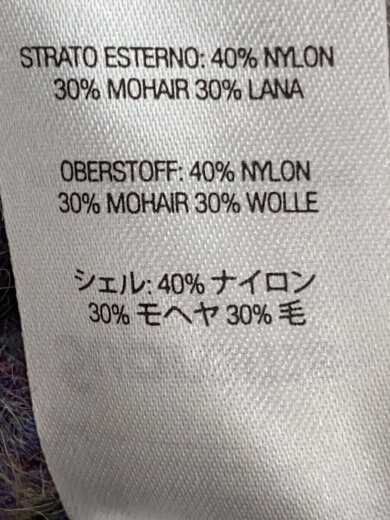 STRATO ESTERNO: 40% NYLON
30% MOHAIR 30% LANA
OBERSTOFF: 40% NYLON
30% MOHAIR 30% WOLLE
シェル: 40% ナイロン
30% モヘヤ 30% 毛